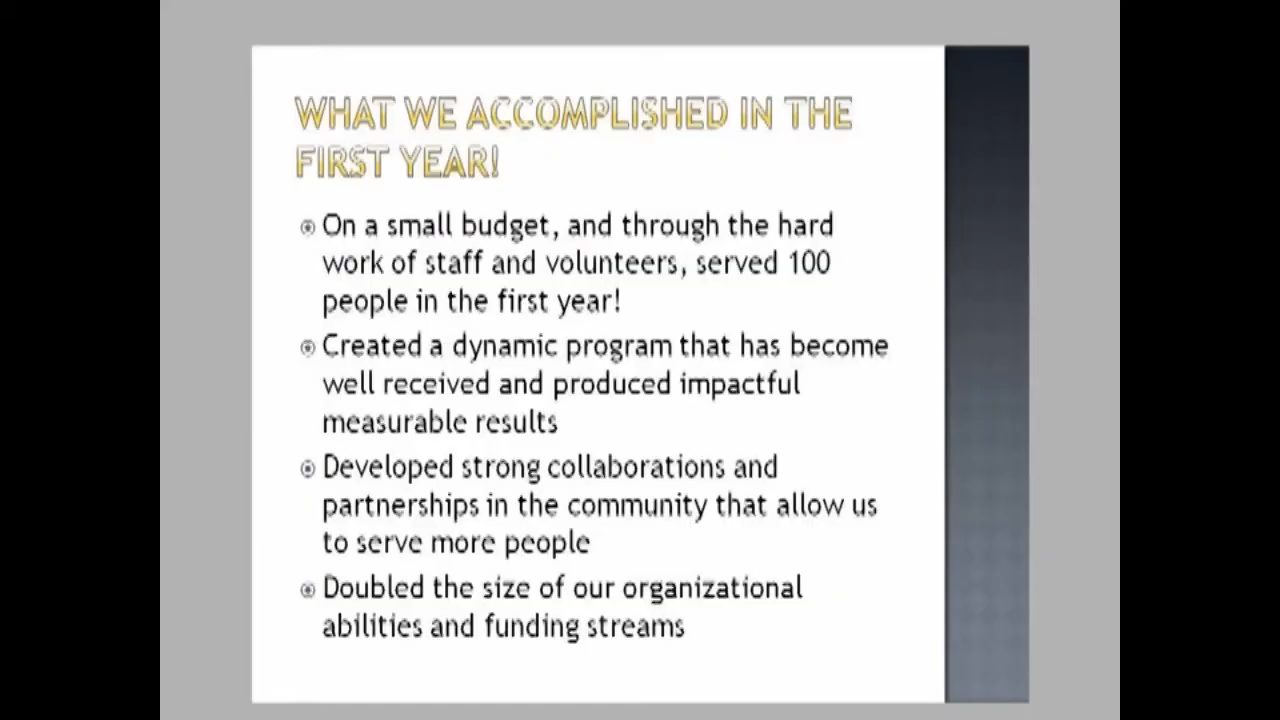 WHAT WE ACCOMPLISHED IN THE
FIRST YEAR!
On a small budget, and through the hard
work of staff and volunteers, served 100
people in the first year!
Created a dynamic program that has become
well received and produced impactful
measurable results
Developed strong collaborations and
partnerships in the community that allow us
to serve more people
Doubled the size of our organizational
abilities and funding streams